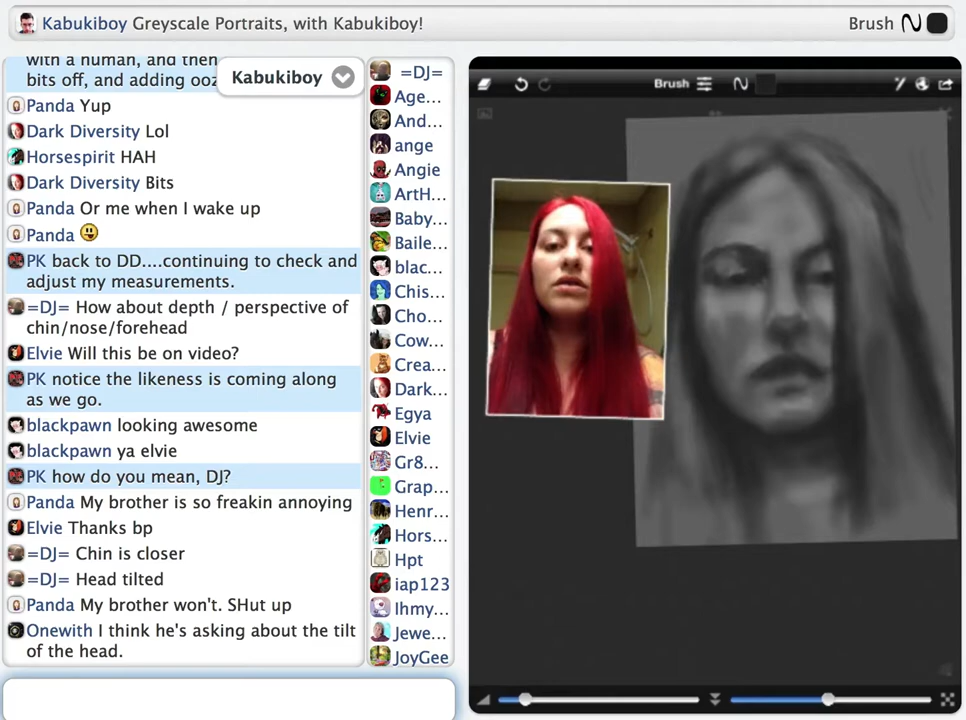 Kabukiboy Greyscale Portraits, with Kabukiboy!
Brush
with a human, and then
bits off, and adding ooz
Kabukiboy
Panda Yup
Dark Diversity Lol
Horsespirit HAH
Dark Diversity Bits
Panda Or me when I wake up
Panda
PK back to DD....continuing to check and
adjust my measurements.
=DJ= How about depth / perspective of
chin/nose/forehead
Elvie Will this be on video?
PK notice the likeness is coming along
as we go.
blackpawn looking awesome
blackpawn ya elvie
PK how do you mean, DJ?
Panda My brother is so freakin annoying
Elvie Thanks bp
=DJ= Chin is closer
=DJ= Head tilted
Panda My brother won't. SHut up
Onewith I think he's asking about the tilt
of the head.
=DJ=
Age...
And...
ange
Angie
ArtH...
Baby...
Baile...
blac...
Chis...
Cho...
Cow...
Crea...
Dark...
Egya
Elvie
Gr8...
Grap...
Henr...
Hors...
Hpt
iap123
Ihmy...
Jewe...
JoyGee
Brush